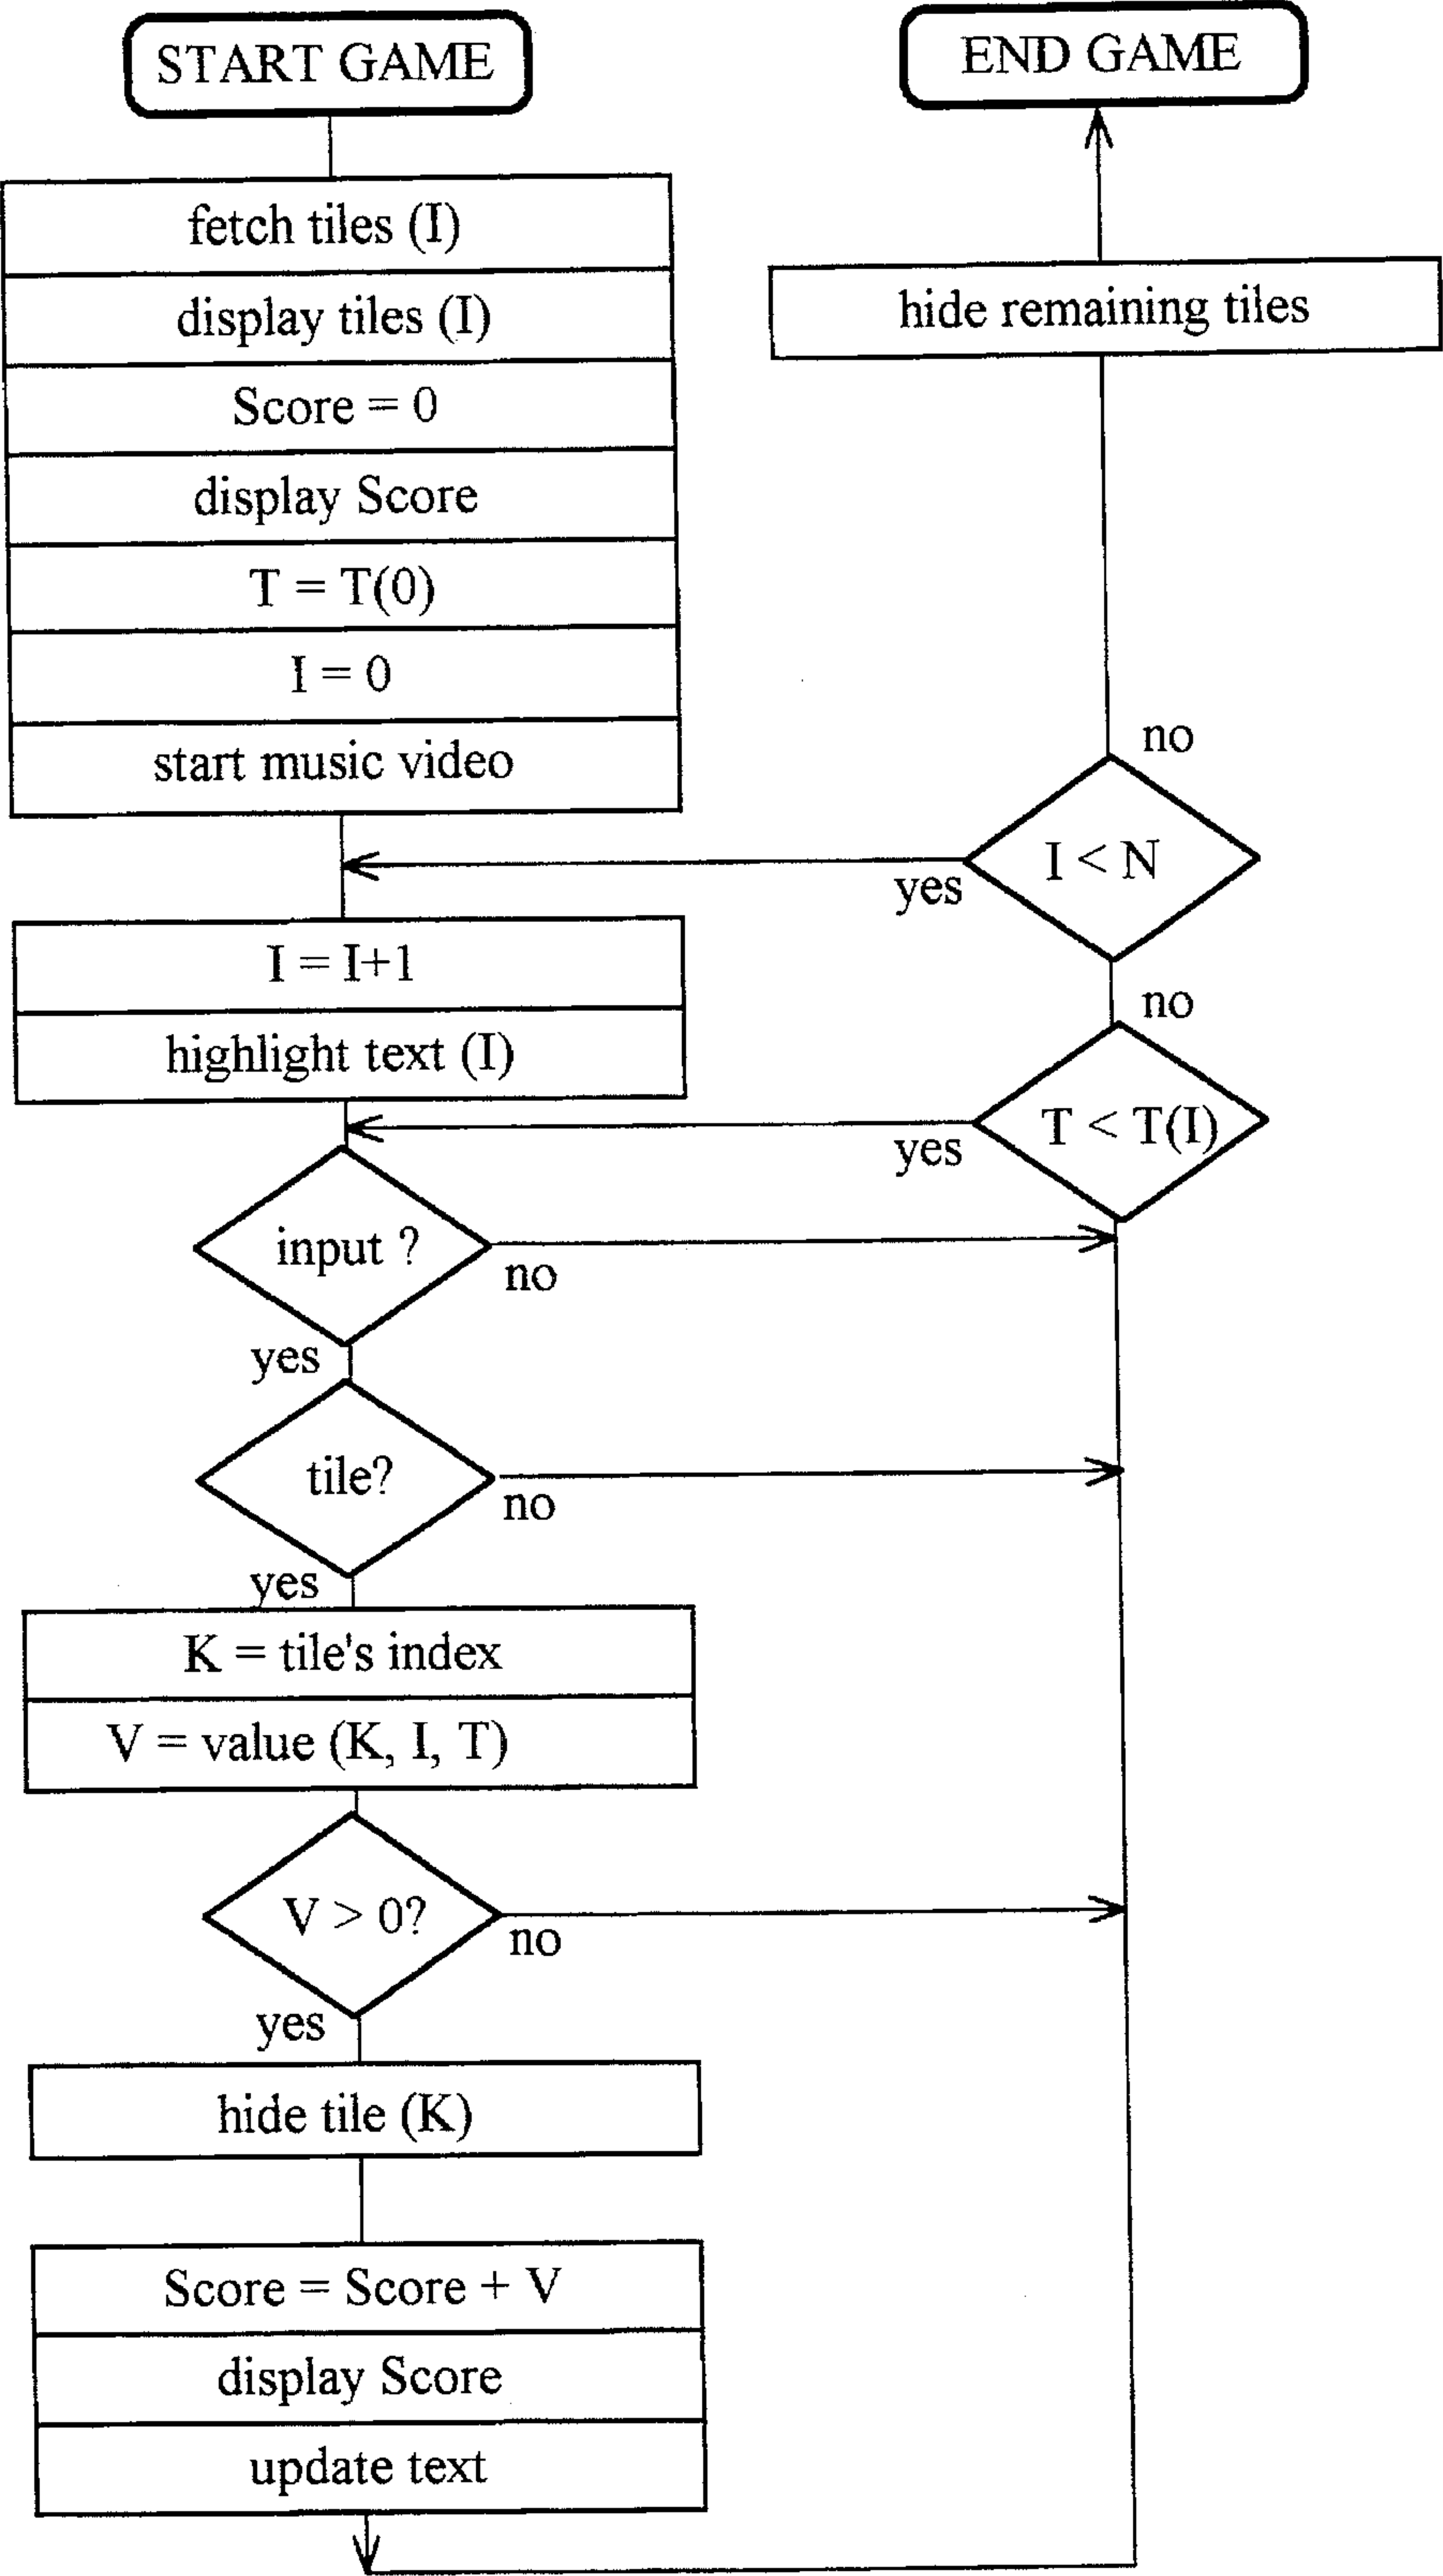 START GAME
fetch tiles (I)
display tiles (I)
Score = 0
display Score
T = T(0)
I = 0
start music video
I = I+1
highlight text (I)
input ?
no
yes
tile?
no
yes
K = tile's index
V = value (K, I, T)
V > 0?
no
yes
hide tile (K)
Score = Score + V
display Score
update text
END GAME
hide remaining tiles
no
I < N
yes
no
T < T(I)
yes